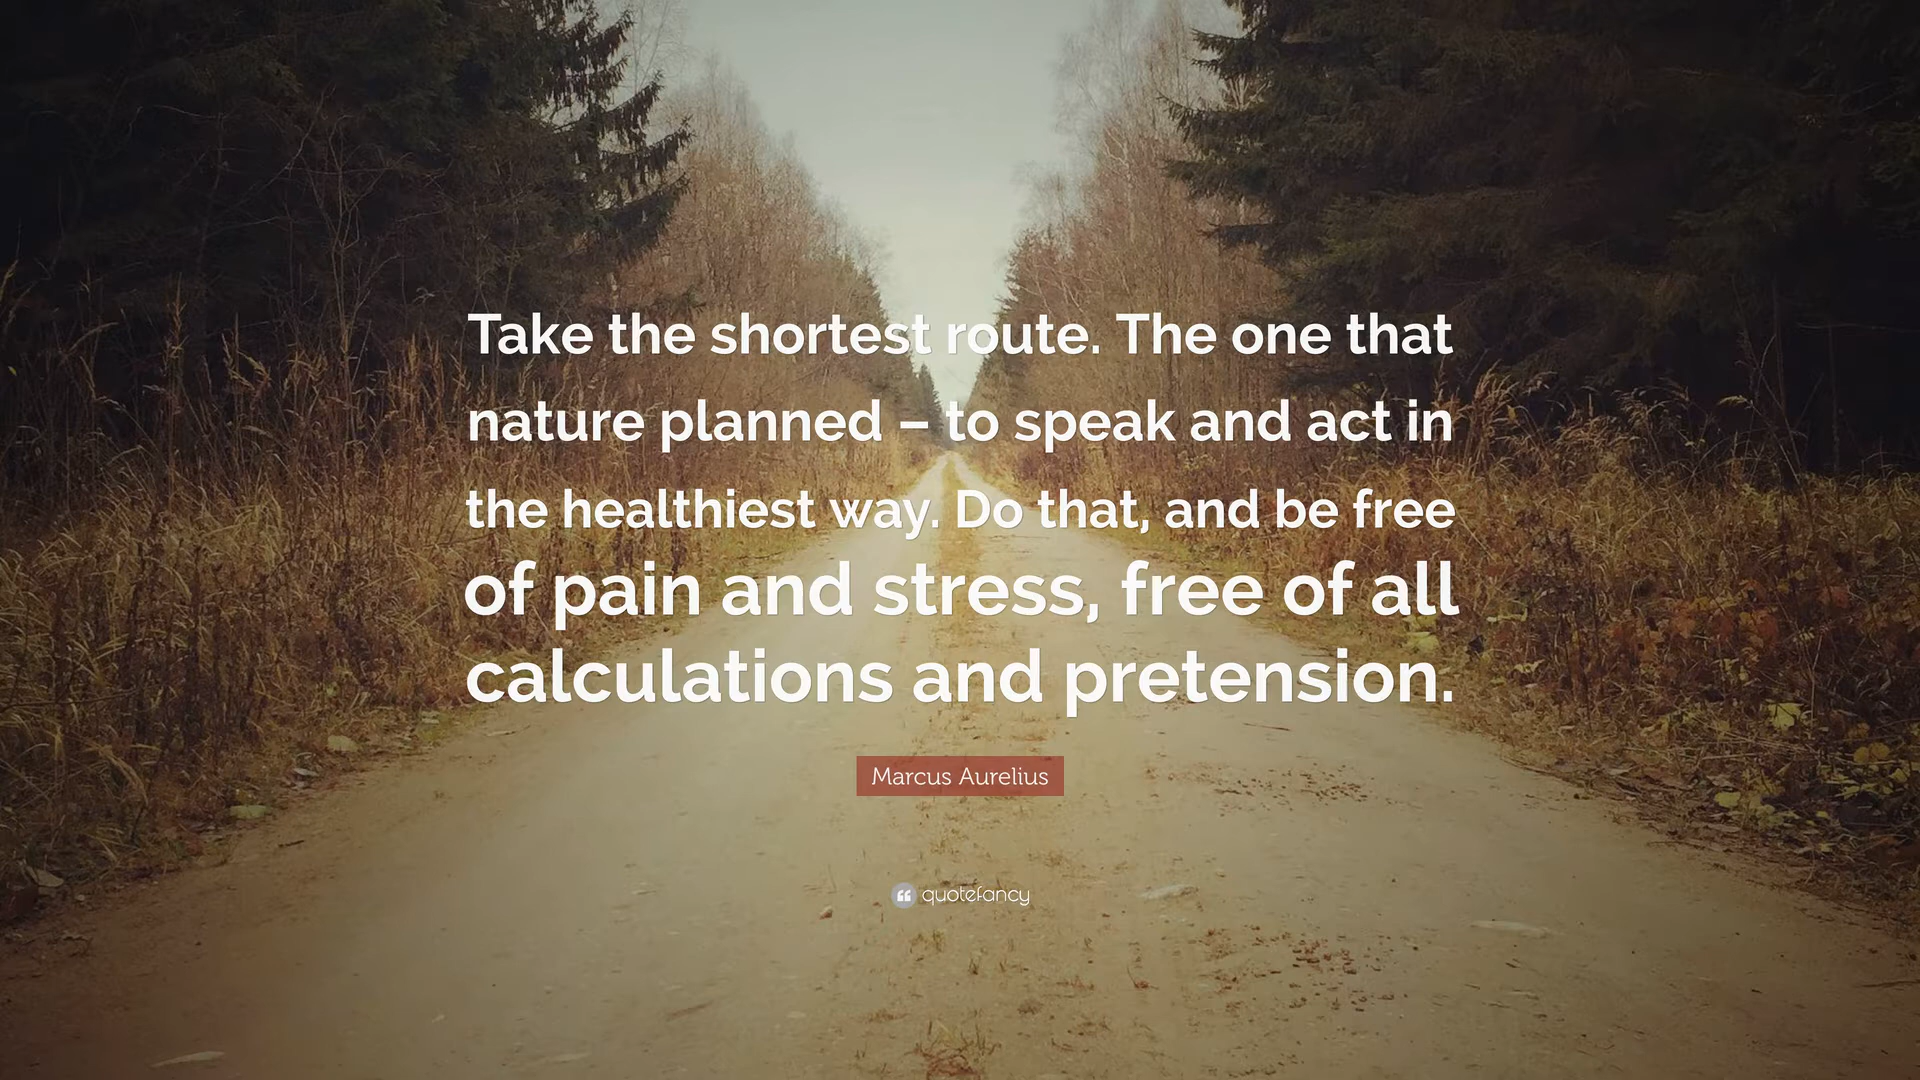 Take the shortest route. The one that
nature planned – to speak and act in
the healthiest way. Do that, and be free
of pain and stress, free of all
calculations and pretension.
Marcus Aurelius
quotefancy